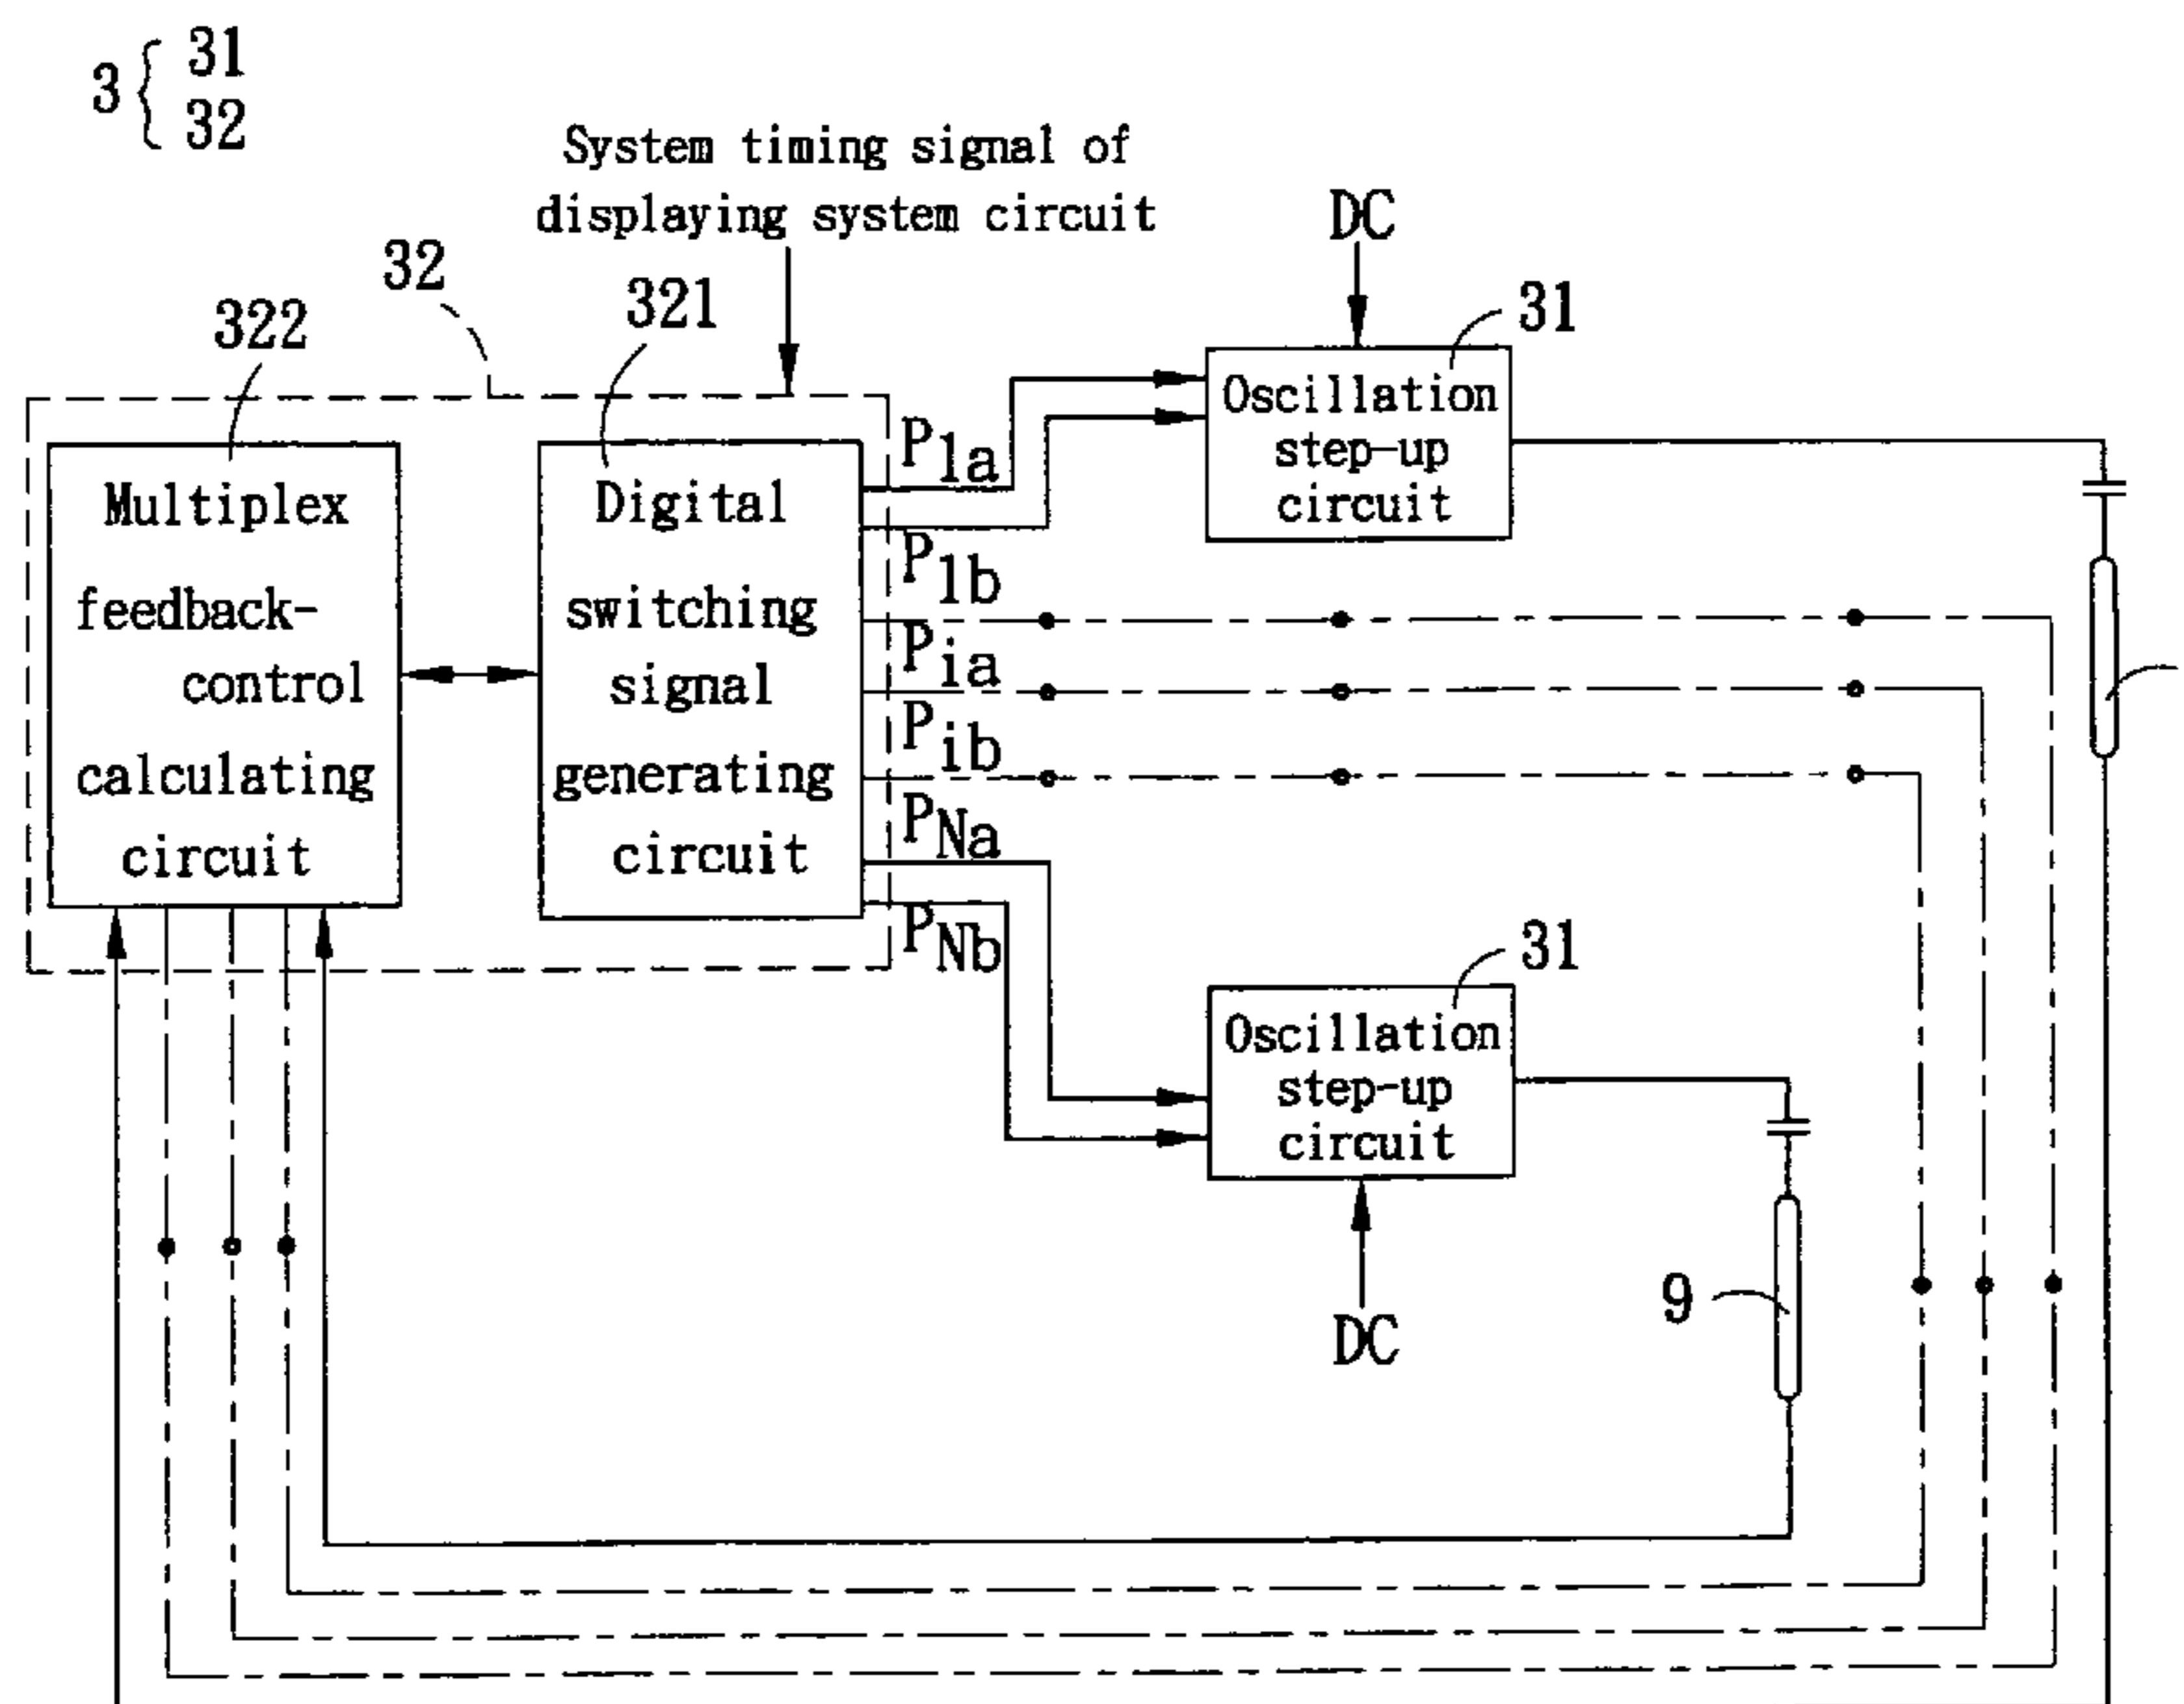 3 { 31
32
System timing signal of
displaying system circuit
DC
32
321
322
31
Oscillation
step-up
circuit
Multiplex
feedback-
control
calculating
circuit
Digital
switching
signal
generating
circuit
P1a
P1b
Pia
Pib
PNa
PNb
31
Oscillation
step-up
circuit
DC
9